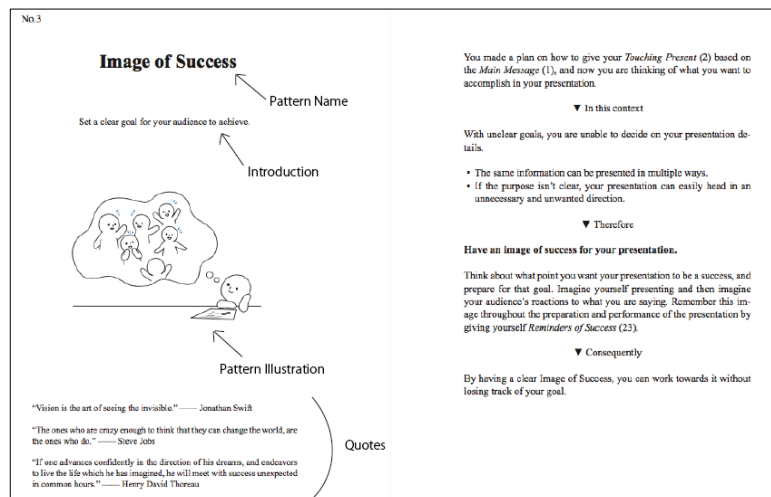 No.3
Image of Success
Pattern Name
Set a clear goal for your audience to achieve.
Introduction
Pattern Illustration
“Vision is the art of seeing the invisible.” —— Jonathan Swift
“The ones who are crazy enough to think that they can change the world, are
the ones who do.” —— Steve Jobs
“If one advances confidently in the direction of his dreams, and endeavors
to live the life which he has imagined, he will meet with success unexpected
in common hours.” —— Henry David Thoreau
Quotes
You made a plan on how to give your Touching Present (2) based on
the Main Message (1), and now you are thinking of what you want to
accomplish in your presentation.
▼ In this context
With unclear goals, you are unable to decide on your presentation de-
tails.
• The same information can be presented in multiple ways.
• If the purpose isn’t clear, your presentation can easily head in an
unnecessary and unwanted direction.
▼ Therefore
Have an image of success for your presentation.
Think about what point you want your presentation to be a success, and
prepare for that goal. Imagine yourself presenting and then imagine
your audience’s reactions to what you are saying. Remember this im-
age throughout the preparation and performance of the presentation by
giving yourself Reminders of Success (23).
▼ Consequently
By having a clear Image of Success, you can work towards it without
losing track of your goal.